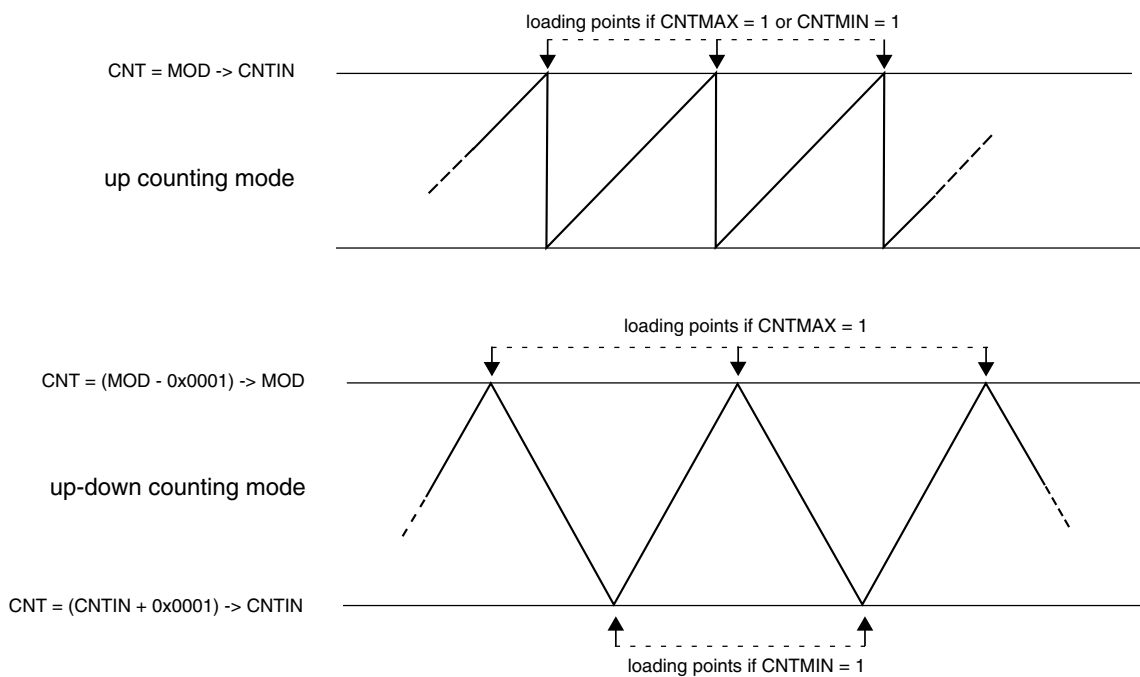 loading points if CNTMAX = 1 or CNTMIN = 1
CNT = MOD -> CNTIN
up counting mode
loading points if CNTMAX = 1
CNT = (MOD - 0x0001) -> MOD
up-down counting mode
CNT = (CNTIN + 0x0001) -> CNTIN
loading points if CNTMIN = 1